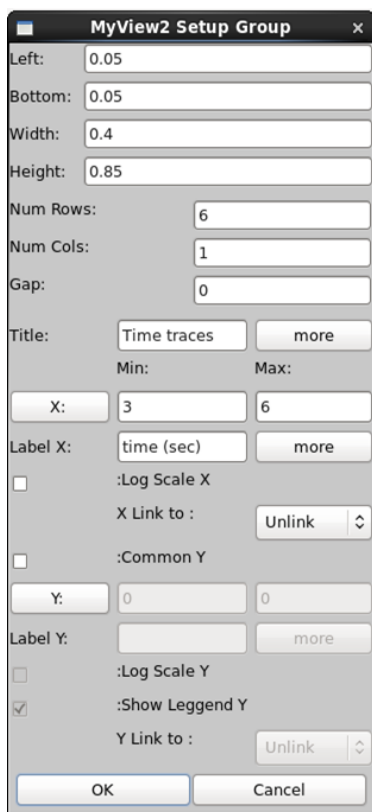 MyView2 Setup Group
Left: 0.05
Bottom: 0.05
Width: 0.4
Height: 0.85
Num Rows: 6
Num Cols: 1
Gap: 0
Title: Time traces more
Min: Max:
X: 3 6
Label X: time (sec) more
:Log Scale X
X Link to : Unlink
:Common Y
Y: 0 0
Label Y: more
:Log Scale Y
:Show Leggend Y
Y Link to : Unlink
OK Cancel